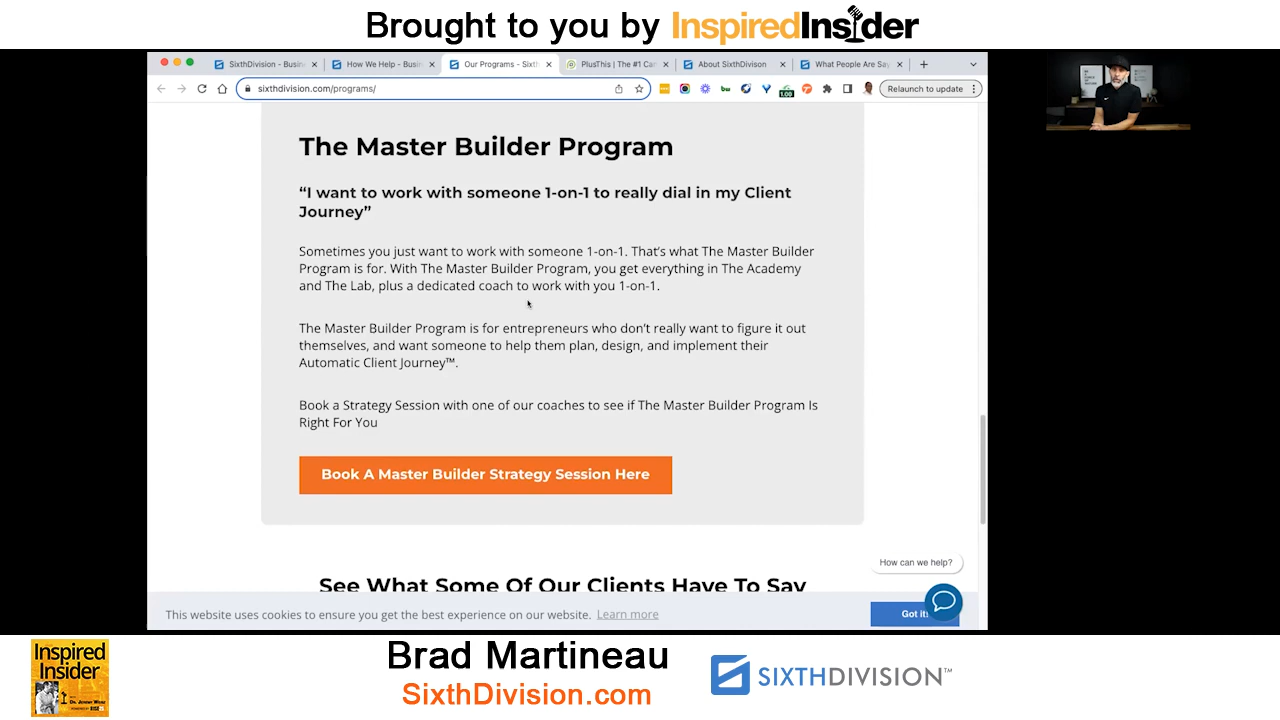 Brought to you by InspiredInsider
SixthDivision - Busine
How We Help - Busin
Our Programs - Sixth
PlusThis | The #1 Cam
About SixthDivison
What People Are Say
sixthdivision.com/programs/
1.00
Relaunch to update
The Master Builder Program
“I want to work with someone 1-on-1 to really dial in my Client
Journey”
Sometimes you just want to work with someone 1-on-1. That’s what The Master Builder
Program is for. With The Master Builder Program, you get everything in The Academy
and The Lab, plus a dedicated coach to work with you 1-on-1.
The Master Builder Program is for entrepreneurs who don’t really want to figure it out
themselves, and want someone to help them plan, design, and implement their
Automatic Client Journey™.
Book a Strategy Session with one of our coaches to see if The Master Builder Program Is
Right For You
Book A Master Builder Strategy Session Here
See What Some Of Our Clients Have To Say
How can we help?
This website uses cookies to ensure you get the best experience on our website. Learn more
Got it!
Inspired
Insider
Brad Martineau
SixthDivision.com
SIXTHDIVISION™